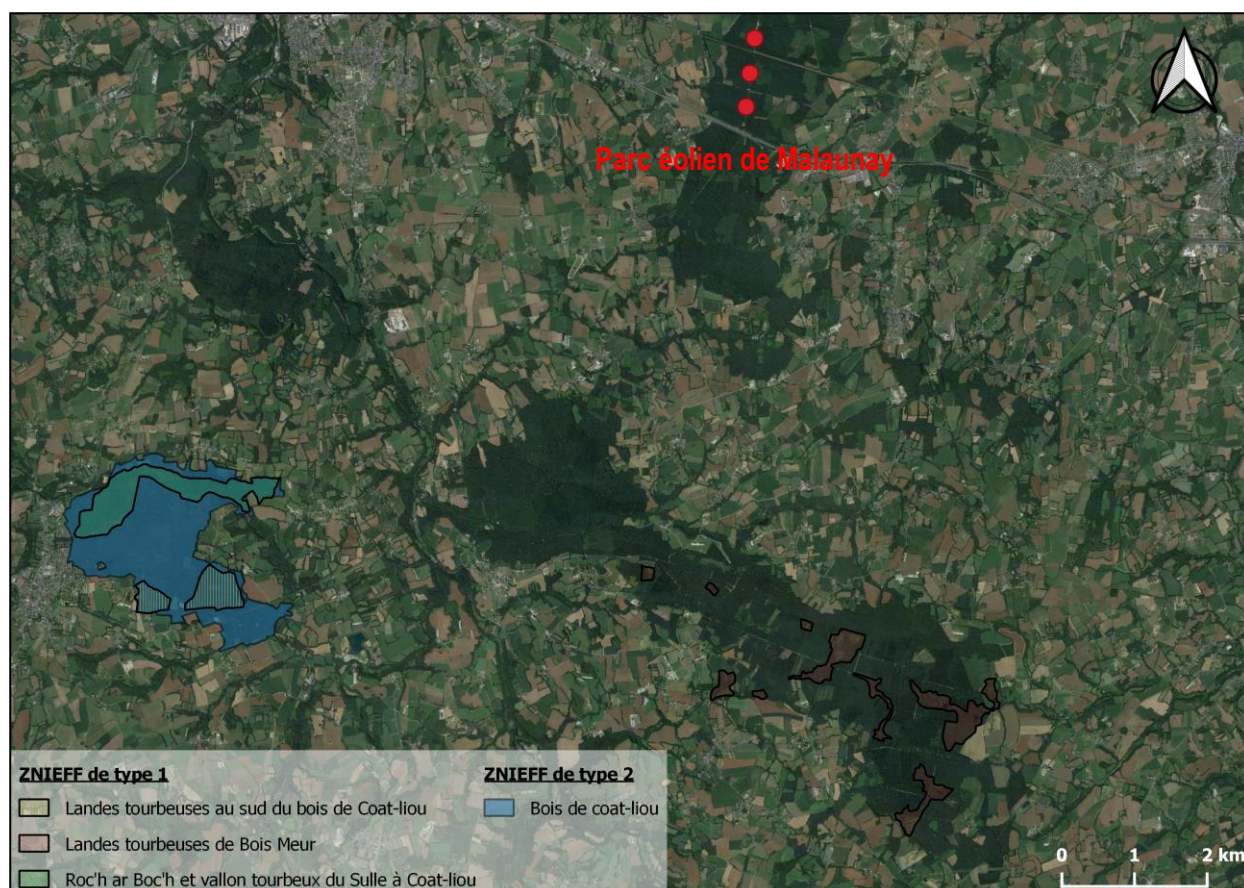 Parc éolien de Malaunay
ZNIEFF de type 1
Landes tourbeuses au sud du bois de Coat-liou
Landes tourbeuses de Bois Meur
Roc'h ar Boc'h et vallon tourbeux du Sulle à Coat-liou
ZNIEFF de type 2
Bois de coat-liou
0 1 2 km